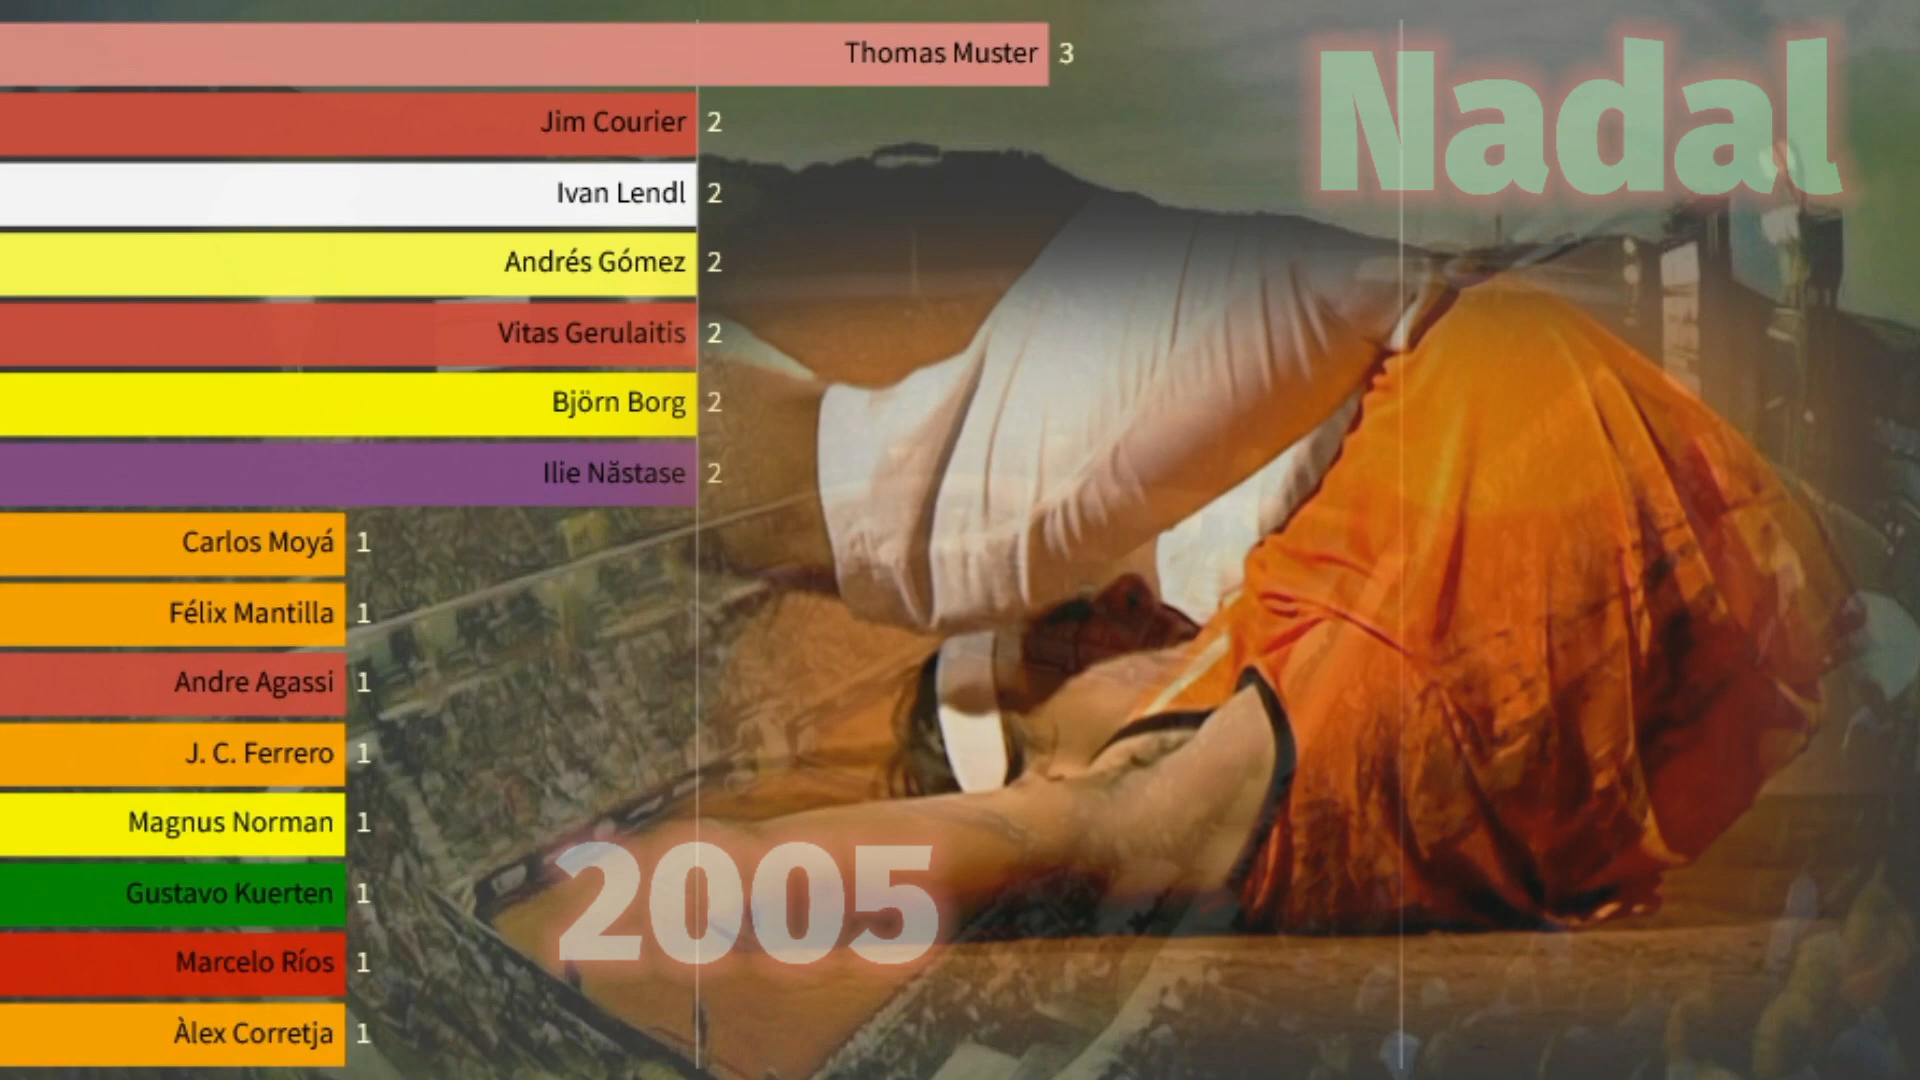 Thomas Muster 3
Nadal
Jim Courier 2
Ivan Lendl 2
Andrés Gómez 2
Vitas Gerulaitis 2
Björn Borg 2
Ilie Năstase 2
Carlos Moyá 1
Félix Mantilla 1
Andre Agassi 1
J. C. Ferrero 1
Magnus Norman 1
Gustavo Kuerten 1
2005
Marcelo Ríos 1
Àlex Corretja 1